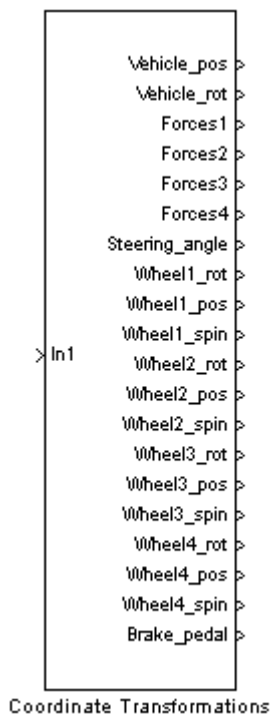 Vehicle_pos
Vehicle_rot
Forces1
Forces2
Forces3
Forces4
Steering_angle
Wheel1_rot
Wheel1_pos
Wheel1_spin
In1
Wheel2_rot
Wheel2_pos
Wheel2_spin
Wheel3_rot
Wheel3_pos
Wheel3_spin
Wheel4_rot
Wheel4_pos
Wheel4_spin
Brake_pedal
Coordinate Transformations